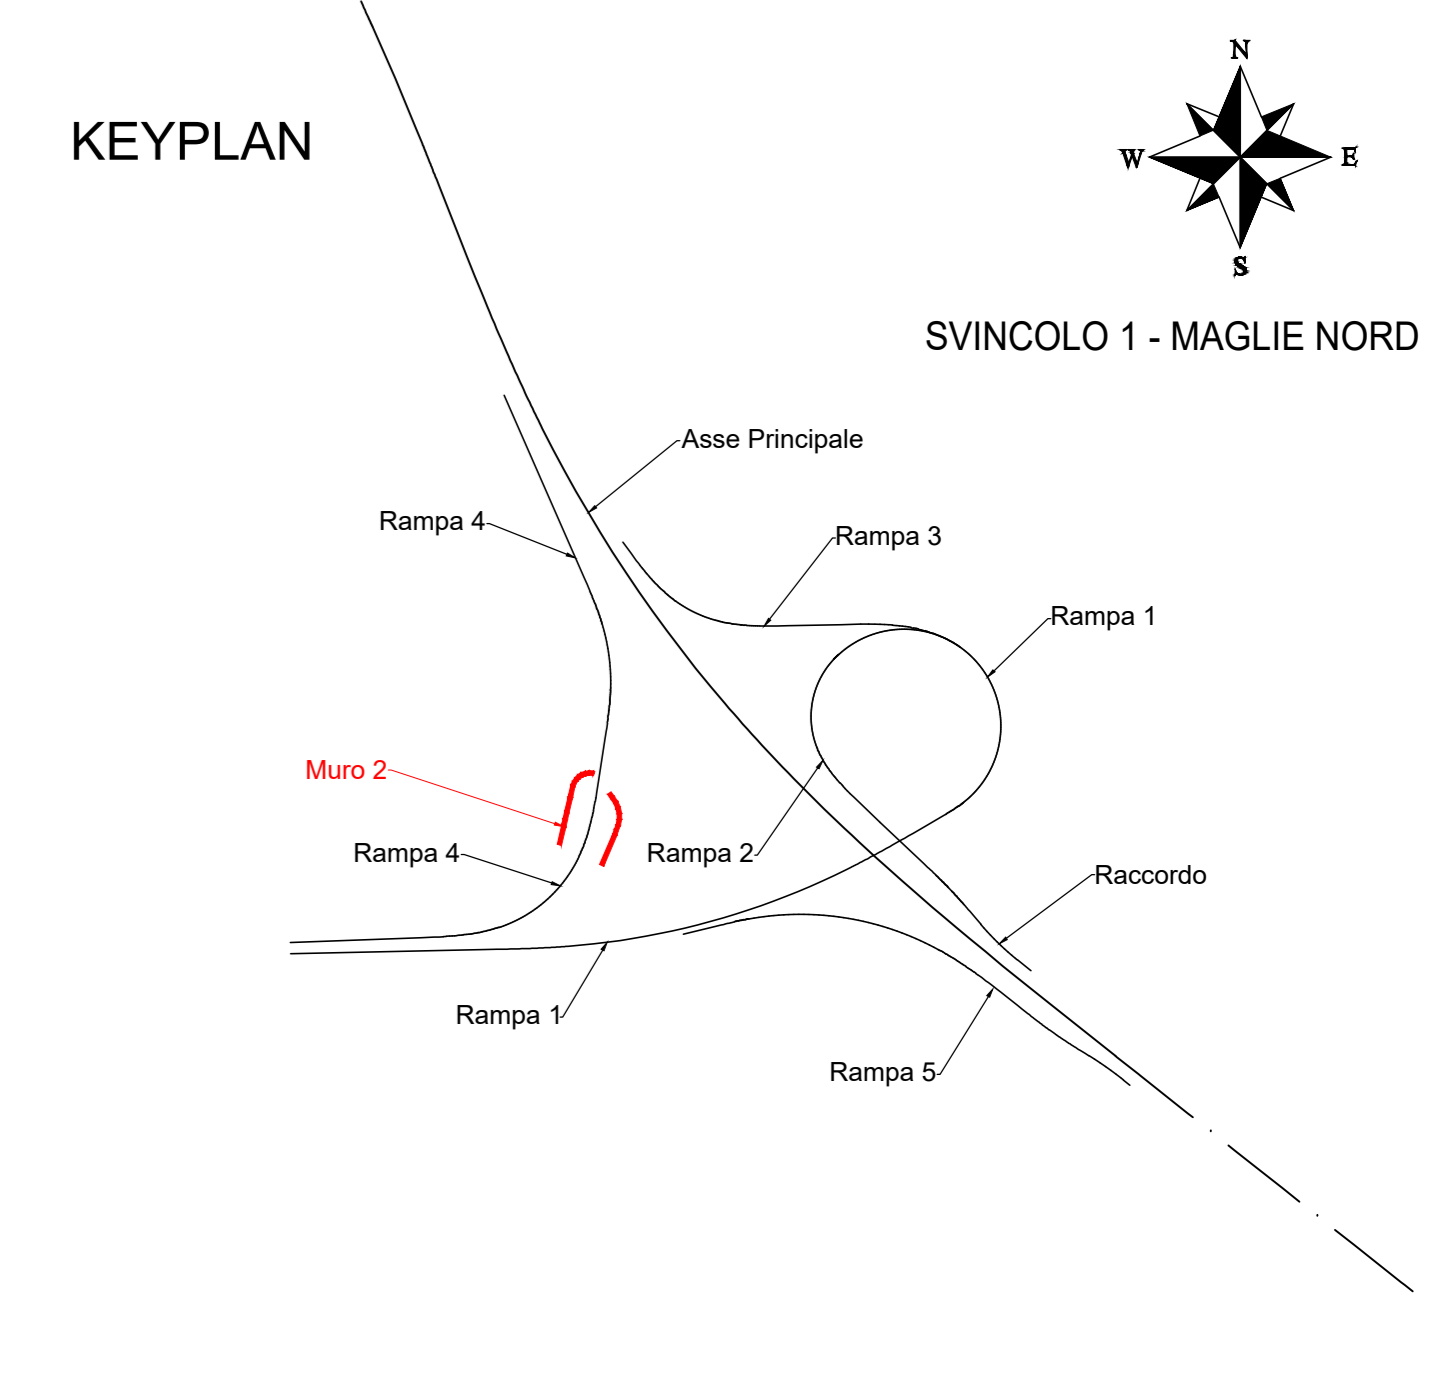 N
KEYPLAN
W
E
S
SVINCOLO 1 - MAGLIE NORD
Asse Principale
Rampa 4
Rampa 3
Rampa 1
Muro 2
Rampa 4
Rampa 2
Raccordo
Rampa 1
Rampa 5